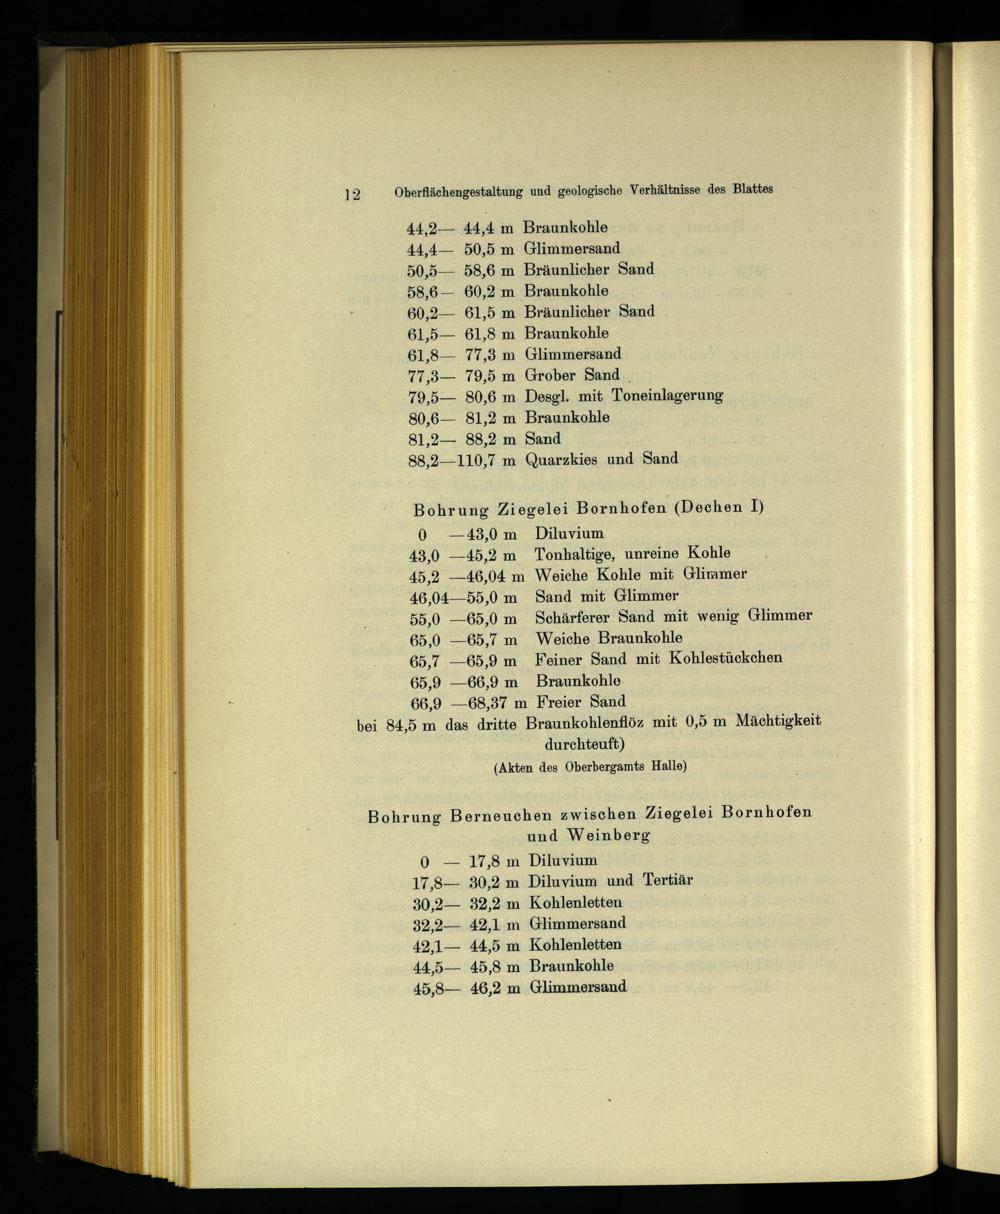 12 Oberflächengestaltung und geologische Verhältnisse des Blattes
44,2— 44,4 m Braunkohle
44,4— 50,5 m Glimmersand
50,5— 58,6 m Bräunlicher Sand
58,6— 60,2 m Braunkohle
60,2— 61,5 m Bräunlicher Sand
61,5— 61,8 m Braunkohle
61,8— 77,3 m Glimmersand
77,3— 79,5 m Grober Sand
79,5— 80,6 m Desgl. mit Toneinlagerung
80,6— 81,2 m Braunkohle
81,2— 88,2 m Sand
88,2—110,7 m Quarzkies und Sand
Bohrung Ziegelei Bornhofen (Dechen I)
0 —43,0 m Diluvium
43,0 —45,2 m Tonhaltige, unreine Kohle
45,2 —46,04 m Weiche Kohle mit Glimmer
46,04—55,0 m Sand mit Glimmer
55,0 —65,0 m Schärferer Sand mit wenig Glimmer
65,0 —65,7 m Weiche Braunkohle
65,7 —65,9 m Feiner Sand mit Kohlestückchen
65,9 —66,9 m Braunkohle
66,9 —68,37 m Freier Sand
bei 84,5 m das dritte Braunkohlenflöz mit 0,5 m Mächtigkeit
durchteuft)
(Akten des Oberbergamts Halle)
Bohrung Berneuchen zwischen Ziegelei Bornhofen
und Weinberg
0 — 17,8 m Diluvium
17,8— 30,2 m Diluvium und Tertiär
30,2— 32,2 m Kohlenletten
32,2— 42,1 m Glimmersand
42,1— 44,5 m Kohlenletten
44,5— 45,8 m Braunkohle
45,8— 46,2 m Glimmersand